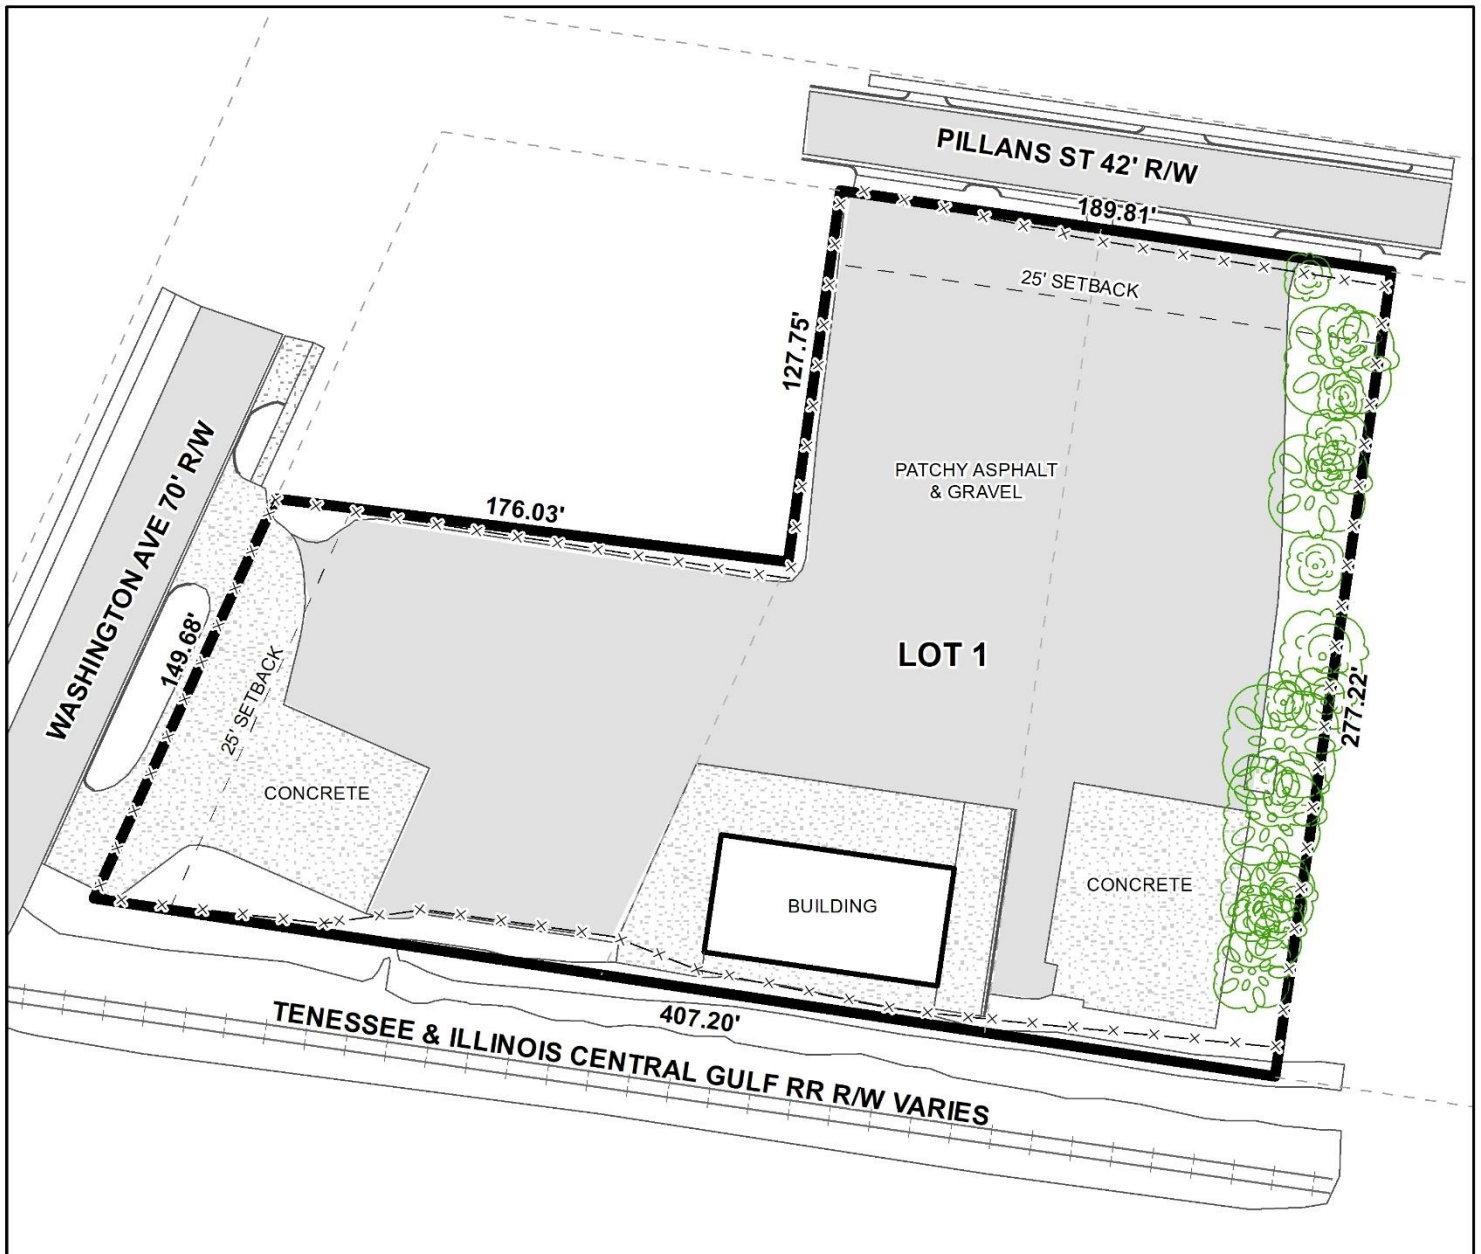 PILLANS ST 42' R/W
189.81'
25' SETBACK
127.75'
PATCHY ASPHALT
& GRAVEL
176.03'
WASHINGTON AVE 70' R/W
149.68'
25' SETBACK
LOT 1
277.22'
CONCRETE
BUILDING
CONCRETE
407.20'
TENESSEE & ILLINOIS CENTRAL GULF RR R/W VARIES